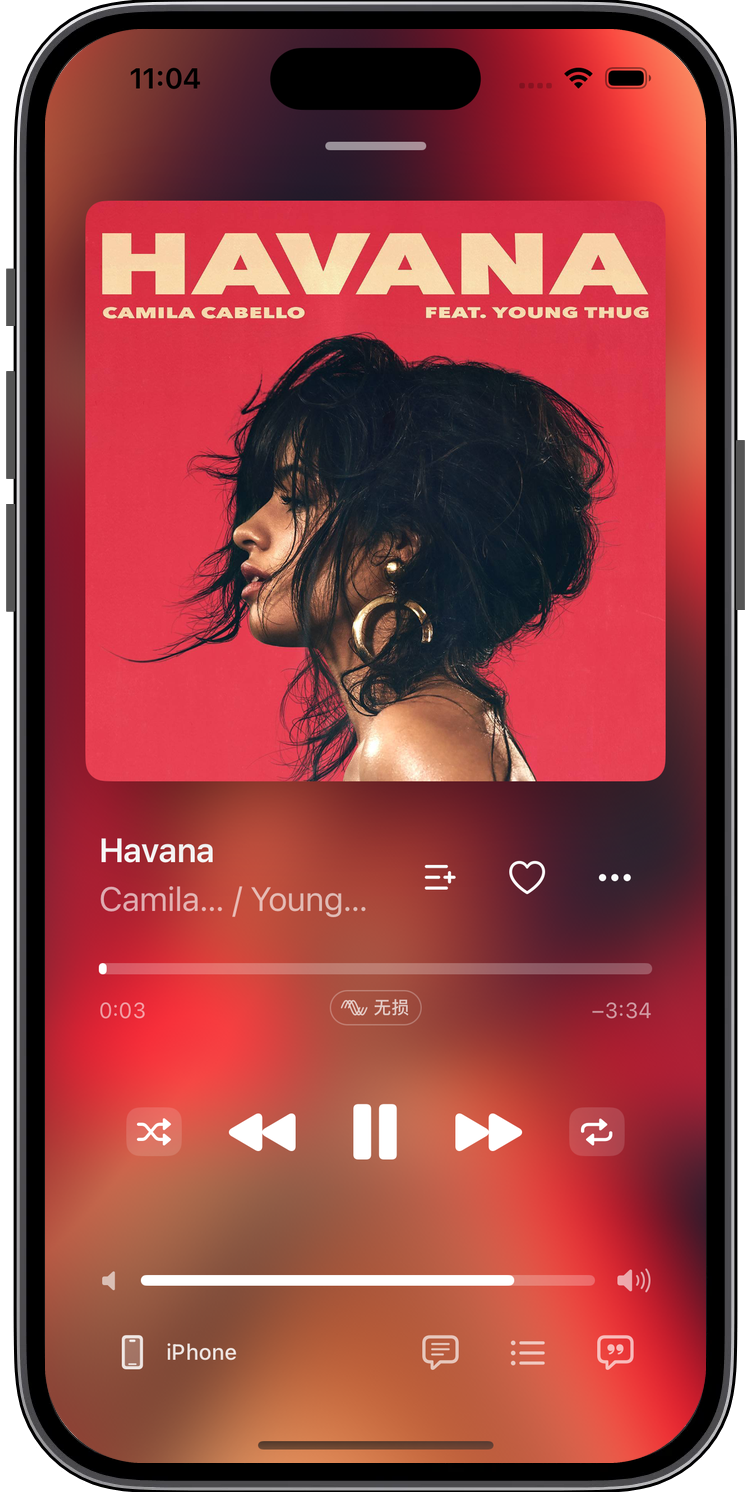 11:04
HAVANA
CAMILA CABELLO FEAT. YOUNG THUG
Havana
Camila... / Young...
0:03 无损 −3:34
iPhone